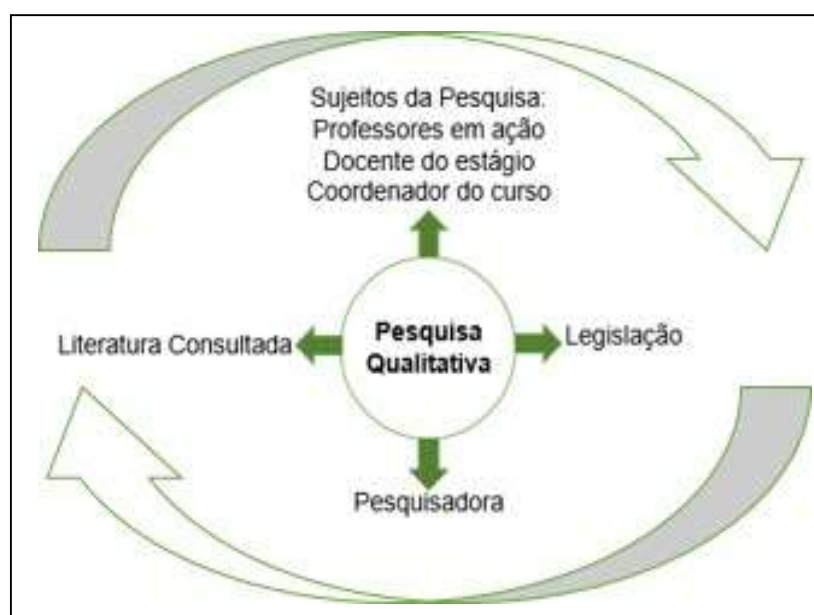 Sujeitos da Pesquisa:
Professores em ação
Docente do estágio
Coordenador do curso
Literatura Consultada
Pesquisa
Qualitativa
Legislação
Pesquisadora